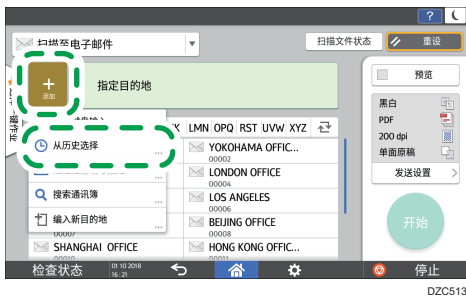 ?
扫描至电子邮件
扫描文件状态
重设
添加
指定目的地
预览
LMN OPQ RST UVW XYZ
从历史选择
YOKOHAMA OFFIC...
00002
黑白
PDF
200 dpi
单面原稿
LONDON OFFICE
00004
发送设置
搜索通讯簿
LOS ANGELES
00006
编入新目的地
BEIJING OFFICE
00008
开始
00007
SHANGHAI OFFICE
HONG KONG OFFIC...
00010
00011
检查状态
01 10 2018
16:21
停止
DZC513